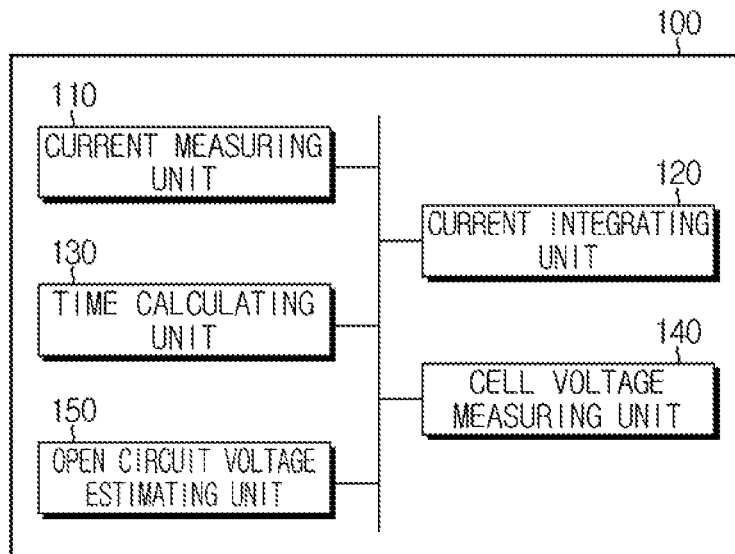 100
110
CURRENT MEASURING
UNIT
120
CURRENT INTEGRATING
UNIT
130
TIME CALCULATING
UNIT
140
CELL VOLTAGE
MEASURING UNIT
150
OPEN CIRCUIT VOLTAGE
ESTIMATING UNIT